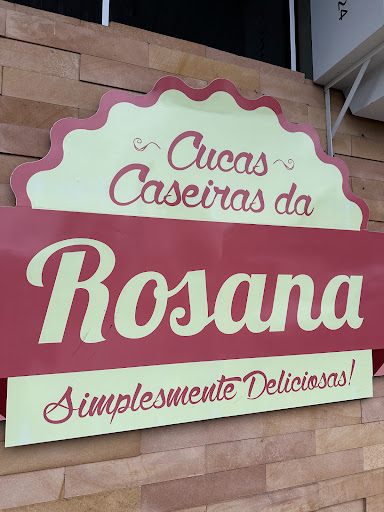 Cucas
Caseiras da
Rosana
Simplesmente Deliciosas!